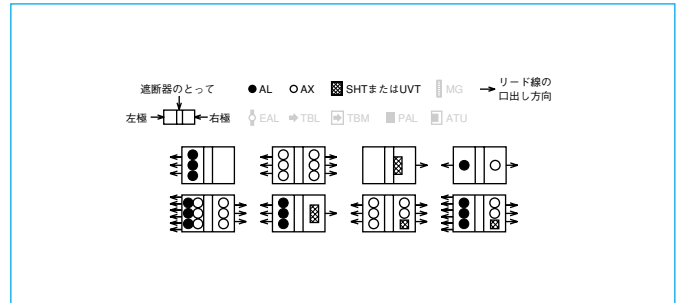 遮断器のとって
左極
右極
AL
AX
SHTまたはUVT
MG
リード線の
口出し方向
EAL
TBL
TBM
PAL
ATU